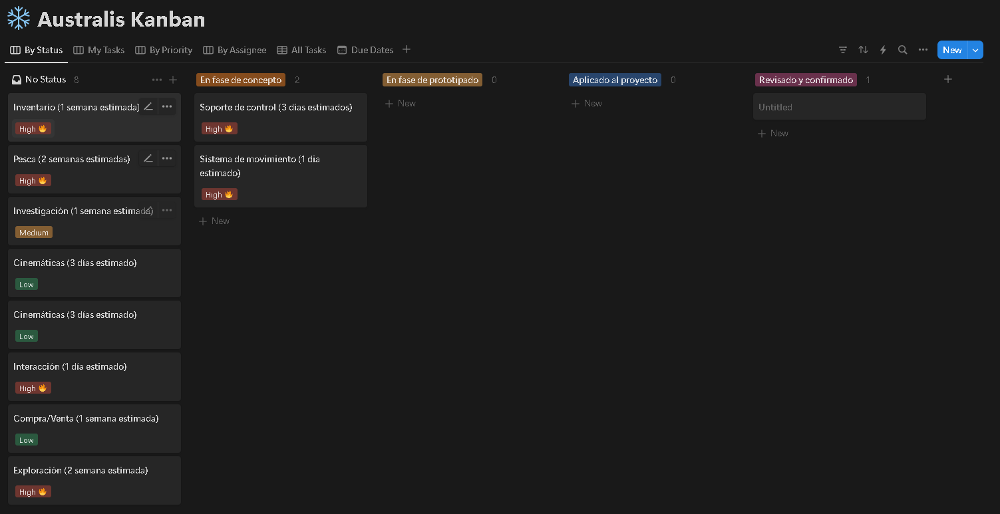 Australis Kanban
By Status My Tasks By Priority By Assignee All Tasks Due Dates
New
No Status 8
Inventario (1 semana estimada)
High
Pesca (2 semanas estimadas)
High
Investigación (1 semana estimada)
Medium
Cinemáticas (3 días estimado)
Low
Cinemáticas (3 días estimado)
Low
Interacción (1 día estimado)
High
Compra/Venta (1 semana estimada)
Low
Exploración (2 semana estimada)
High
En fase de concepto 2
Soporte de control (3 días estimados)
High
Sistema de movimiento (1 dia
estimado)
High
+ New
En fase de prototipado 0
+ New
Aplicado al proyecto 0
+ New
Revisado y confirmado 1
Untitled
+ New